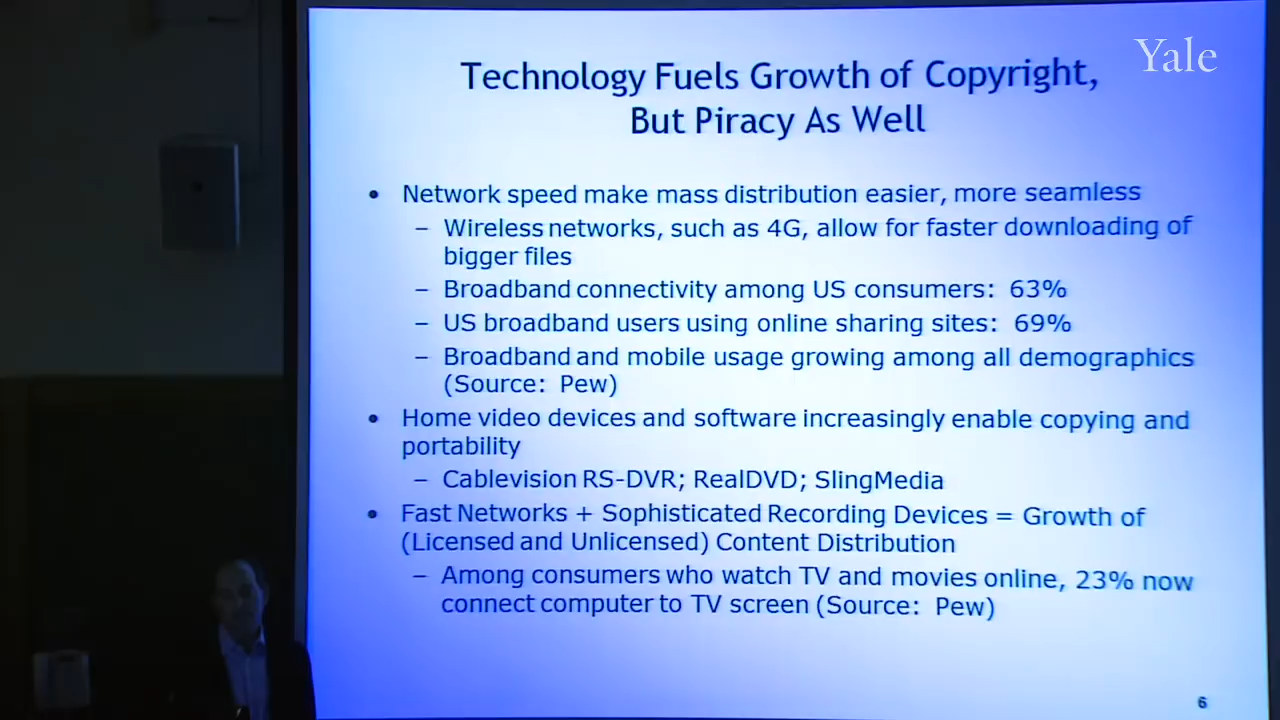 Yale
Technology Fuels Growth of Copyright,
But Piracy As Well
• Network speed make mass distribution easier, more seamless
– Wireless networks, such as 4G, allow for faster downloading of
bigger files
– Broadband connectivity among US consumers: 63%
– US broadband users using online sharing sites: 69%
– Broadband and mobile usage growing among all demographics
(Source: Pew)
• Home video devices and software increasingly enable copying and
portability
– Cablevision RS-DVR; RealDVD; SlingMedia
• Fast Networks + Sophisticated Recording Devices = Growth of
(Licensed and Unlicensed) Content Distribution
– Among consumers who watch TV and movies online, 23% now
connect computer to TV screen (Source: Pew)
6